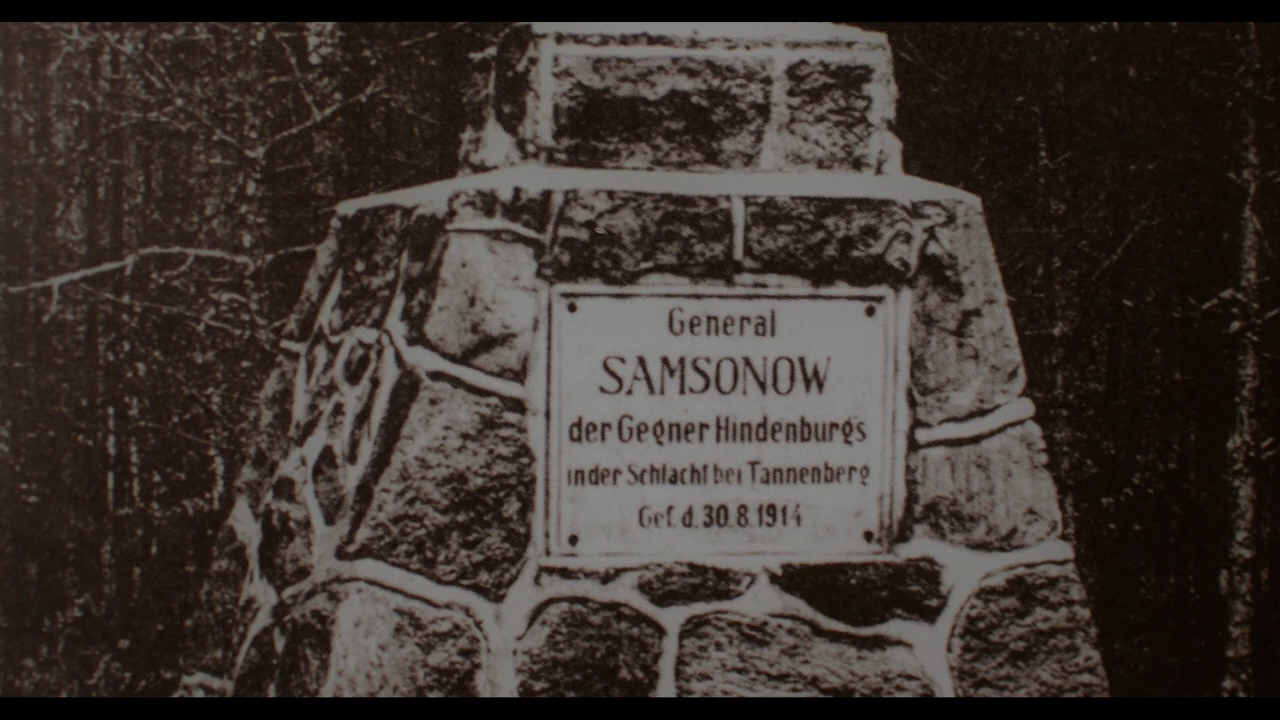 General
SAMSONOW
der Gegner Hindenburgs
in der Schlacht bei Tannenberg
Gef. d. 30.8.1914